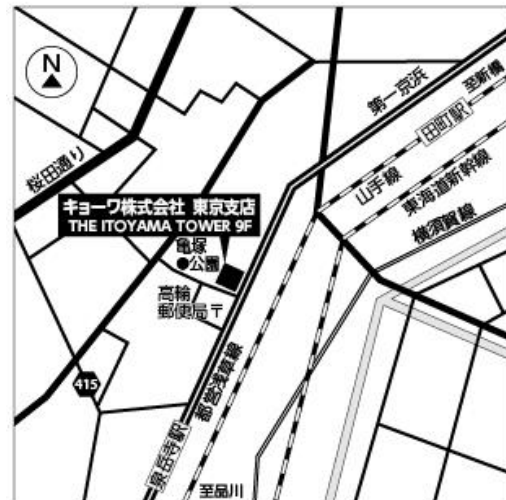 N
第一京浜
至新橋
田町駅
山手線
東海道新幹線
横須賀線
桜田通り
キョーワ株式会社 東京支店
THE ITOYAMA TOWER 9F
亀塚
●公園
高輪
郵便局〒
415
都営浅草線
泉岳寺駅
至品川